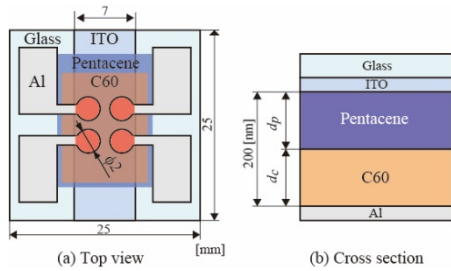 7
Glass
ITO
Pentacene
Al
C60
ϕ2
25
25
[mm]
(a) Top view
Glass
ITO
Pentacene
C60
Al
200 [nm]
dp
dc
(b) Cross section